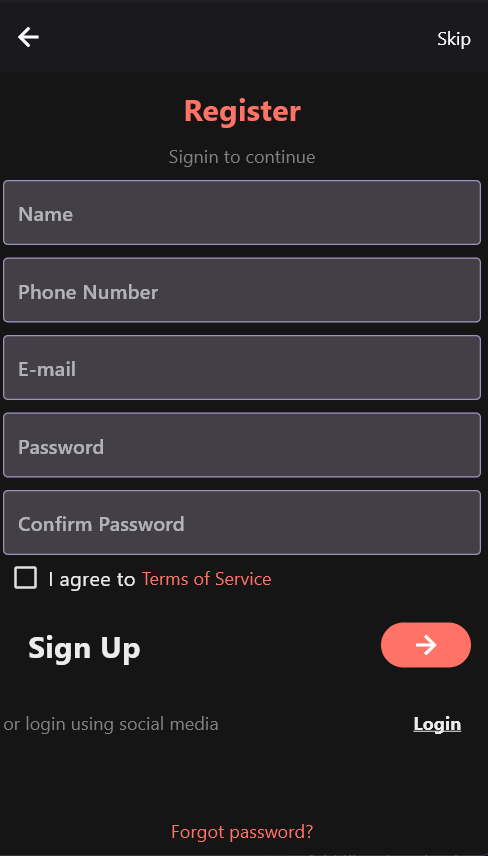 Skip
Register
Signin to continue
Name
Phone Number
E-mail
Password
Confirm Password
I agree to Terms of Service
Sign Up
or login using social media Login
Forgot password?